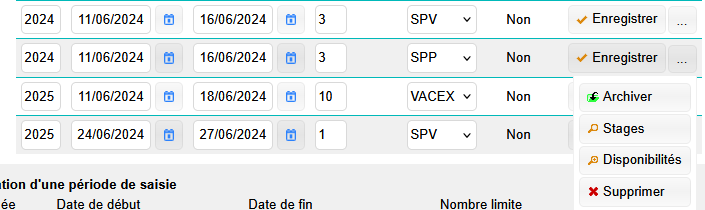 2024 11/06/2024 16/06/2024 3 SPV Non Enregistrer ...
2024 11/06/2024 16/06/2024 3 SPP Non Enregistrer ...
2025 11/06/2024 18/06/2024 10 VACEX Non
Archiver
2025 24/06/2024 27/06/2024 1 SPV Non
Stages
Disponibilités
Supprimer
ation d'une période de saisie
ée Date de début Date de fin Nombre limite